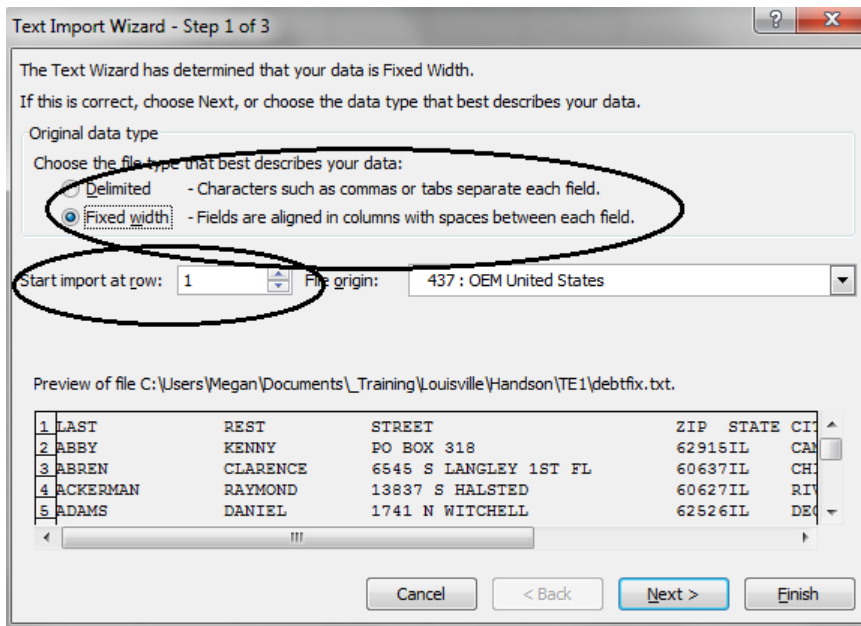 Text Import Wizard - Step 1 of 3
The Text Wizard has determined that your data is Fixed Width.
If this is correct, choose Next, or choose the data type that best describes your data.
Original data type
Choose the file type that best describes your data:
Delimited - Characters such as commas or tabs separate each field.
Fixed width - Fields are aligned in columns with spaces between each field.
Start import at row: 1 File origin: 437 : OEM United States
Preview of file C:\Users\Megan\Documents\_Training\Louisville\Handson\TE1\debtfix.txt.
1 LAST REST STREET ZIP STATE CIT
2 ABBY KENNY PO BOX 318 62915IL CAN
3 ABREN CLARENCE 6545 S LANGLEY 1ST FL 60637IL CHI
4 ACKERMAN RAYMOND 13837 S HALSTED 60627IL RIV
5 ADAMS DANIEL 1741 N WITCHELL 62526IL DEC
Cancel < Back Next > Finish